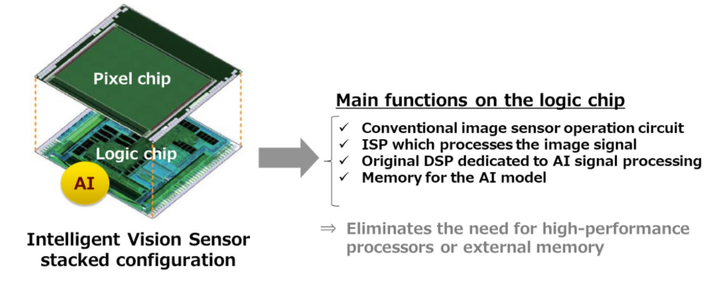 Pixel chip
Logic chip
AI
Intelligent Vision Sensor
stacked configuration
Main functions on the logic chip
✓ Conventional image sensor operation circuit
✓ ISP which processes the image signal
✓ Original DSP dedicated to AI signal processing
✓ Memory for the AI model
⇒ Eliminates the need for high-performance
processors or external memory